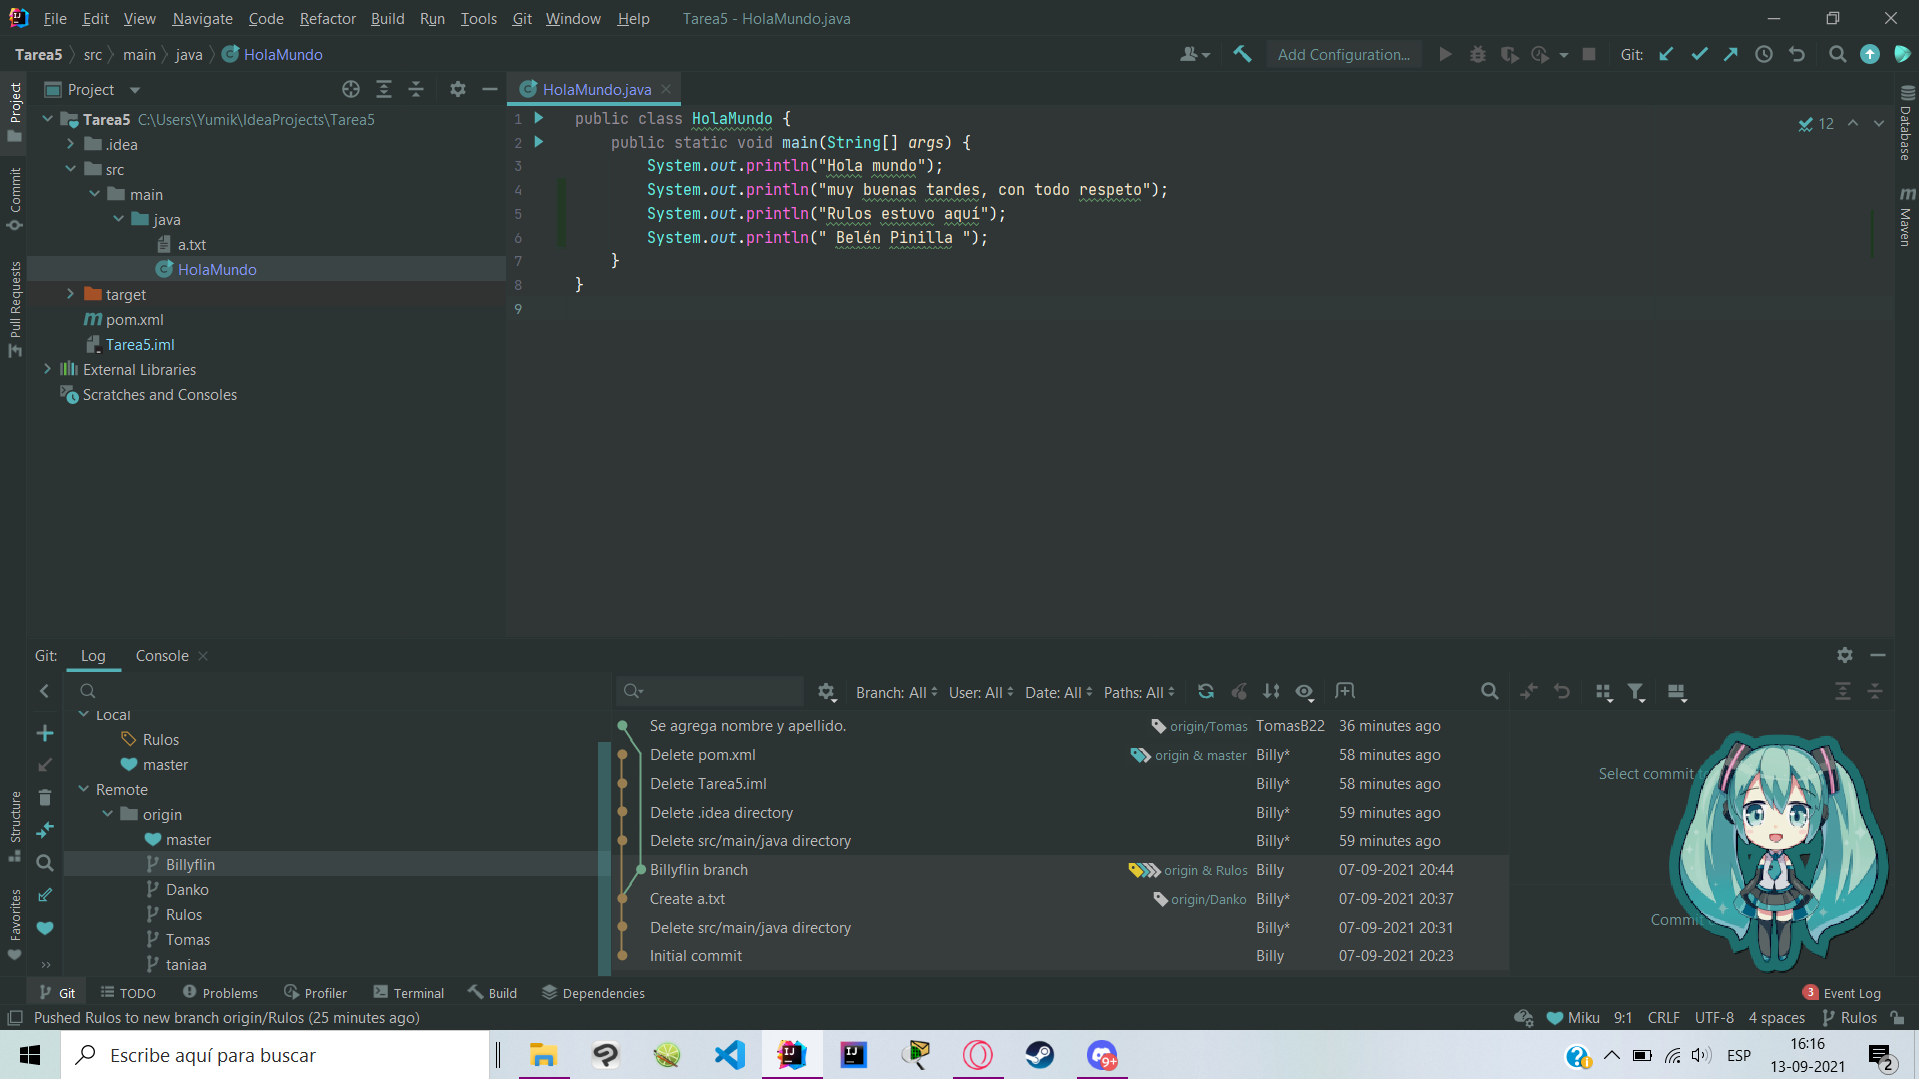 File Edit View Navigate Code Refactor Build Run Tools Git Window Help Tarea5 - HolaMundo.java
Tarea5 src main java HolaMundo Add Configuration... Git:
Project
HolaMundo.java
Tarea5 C:\Users\Yumik\IdeaProjects\Tarea5
.idea
src
main
java
a.txt
HolaMundo
target
pom.xml
Tarea5.iml
External Libraries
Scratches and Consoles
Project
Commit
Pull Requests
Structure
Favorites
1 public class HolaMundo {
2 public static void main(String[] args) {
3 System.out.println("Hola mundo");
4 System.out.println("muy buenas tardes, con todo respeto");
5 System.out.println("Rulos estuvo aquí");
6 System.out.println(" Belén Pinilla ");
7 }
8 }
9
12
Database
Maven
Git: Log Console
Local
Rulos
master
Remote
origin
master
Billyflin
Danko
Rulos
Tomas
taniaa
Branch: All User: All Date: All Paths: All
Se agrega nombre y apellido. origin/Tomas TomasB22 36 minutes ago
Delete pom.xml origin & master Billy* 58 minutes ago
Delete Tarea5.iml Billy* 58 minutes ago
Delete .idea directory Billy* 59 minutes ago
Delete src/main/java directory Billy* 59 minutes ago
Billyflin branch origin & Rulos Billy 07-09-2021 20:44
Create a.txt origin/Danko Billy* 07-09-2021 20:37
Delete src/main/java directory Billy* 07-09-2021 20:31
Initial commit Billy 07-09-2021 20:23
Select commit
Commit
Git TODO Problems Profiler Terminal Build Dependencies 3 Event Log
Pushed Rulos to new branch origin/Rulos (25 minutes ago) Miku 9:1 CRLF UTF-8 4 spaces Rulos
Escribe aquí para buscar
9+
ESP
16:16
13-09-2021
2